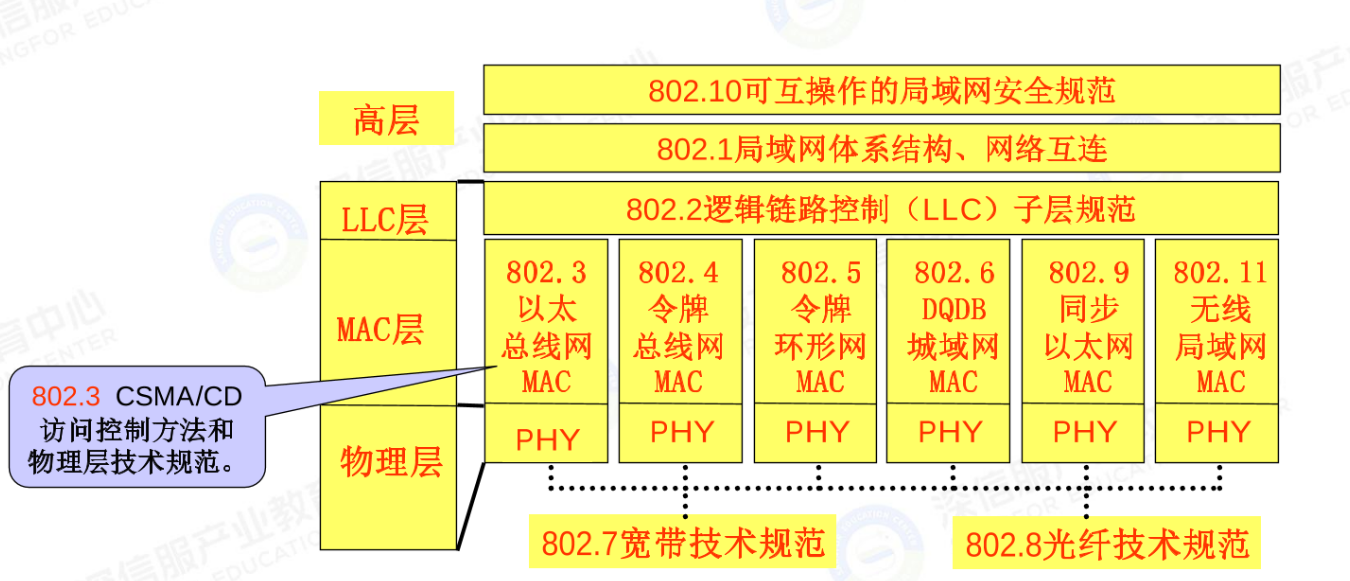 802.10可互操作的局域网安全规范
高层
802.1局域网体系结构、网络互连
LLC层
802.2逻辑链路控制（LLC）子层规范
MAC层
802.3
以太
总线网
MAC
802.4
令牌
总线网
MAC
802.5
令牌
环形网
MAC
802.6
DQDB
城域网
MAC
802.9
同步
以太网
MAC
802.11
无线
局域网
MAC
802.3 CSMA/CD
访问控制方法和
物理层技术规范。
物理层
PHY
PHY
PHY
PHY
PHY
PHY
802.7宽带技术规范
802.8光纤技术规范